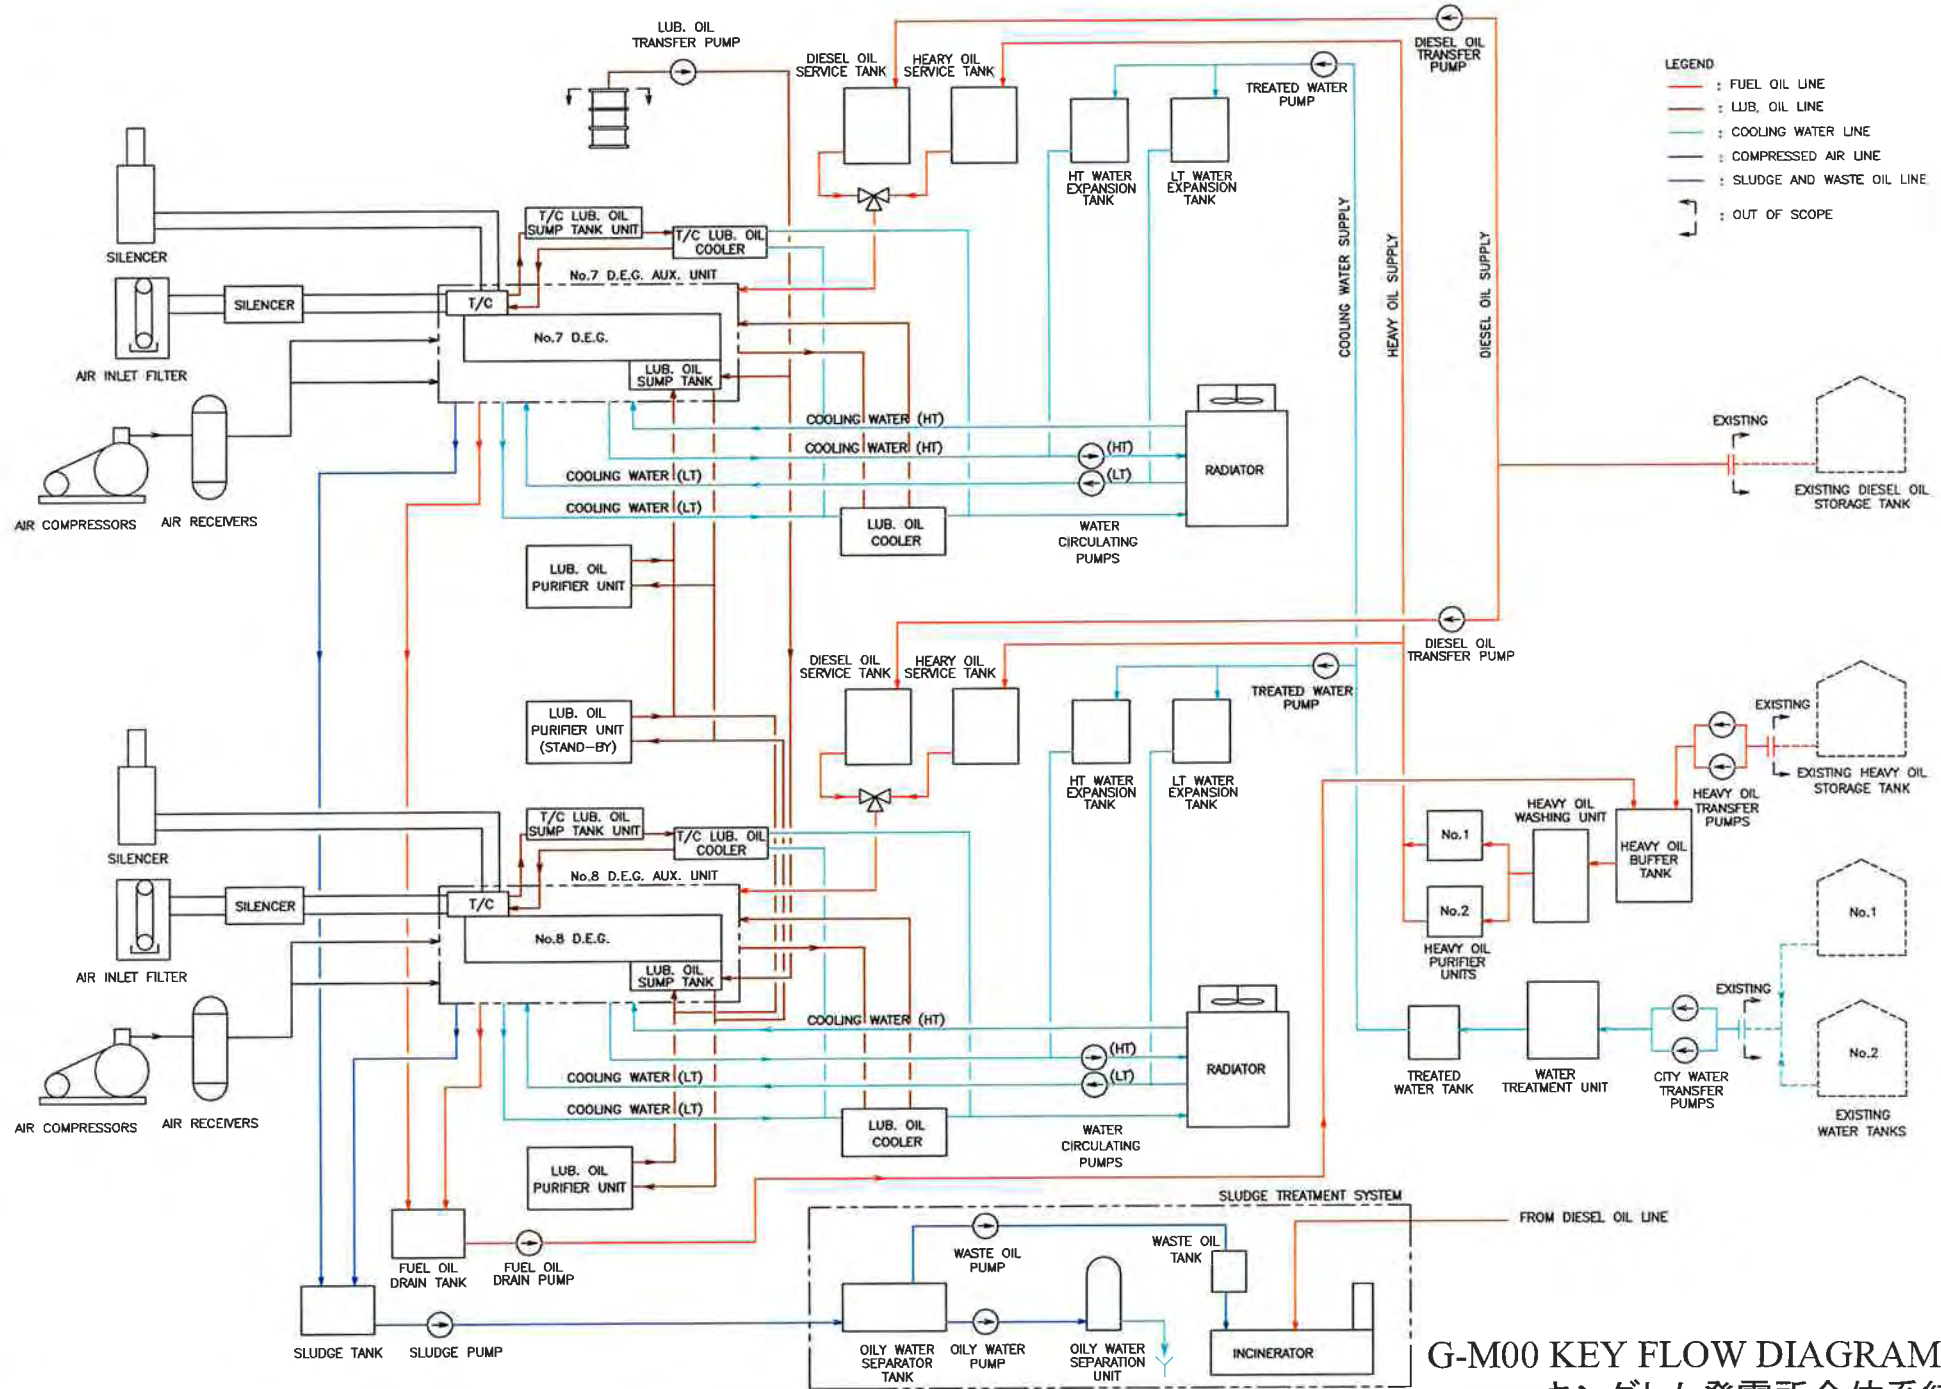 LUB. OIL
TRANSFER PUMP
DIESEL OIL
SERVICE TANK
HEARY OIL
SERVICE TANK
TREATED WATER
PUMP
DIESEL OIL
TRANSFER
PUMP
LEGEND
: FUEL OIL LINE
: LUB. OIL LINE
: COOLING WATER LINE
: COMPRESSED AIR LINE
: SLUDGE AND WASTE OIL LINE
: OUT OF SCOPE
HT WATER
EXPANSION
TANK
LT WATER
EXPANSION
TANK
COOLING WATER SUPPLY
HEAVY OIL SUPPLY
DIESEL OIL SUPPLY
SILENCER
T/C LUB. OIL
SUMP TANK UNIT
T/C LUB. OIL
COOLER
No.7 D.E.G. AUX. UNIT
SILENCER
T/C
No.7 D.E.G.
LUB. OIL
SUMP TANK
AIR INLET FILTER
AIR COMPRESSORS
AIR RECEIVERS
COOLING WATER (HT)
COOLING WATER (HT)
(HT)
COOLING WATER (LT)
(LT)
COOLING WATER (LT)
RADIATOR
LUB. OIL
COOLER
WATER
CIRCULATING
PUMPS
EXISTING
EXISTING DIESEL OIL
STORAGE TANK
LUB. OIL
PURIFIER UNIT
LUB. OIL
PURIFIER UNIT
(STAND-BY)
DIESEL OIL
SERVICE TANK
HEARY OIL
SERVICE TANK
TREATED WATER
PUMP
DIESEL OIL
TRANSFER PUMP
HT WATER
EXPANSION
TANK
LT WATER
EXPANSION
TANK
EXISTING
EXISTING HEAVY OIL
STORAGE TANK
HEAVY OIL
TRANSFER
PUMPS
HEAVY OIL
WASHING UNIT
HEAVY OIL
BUFFER
TANK
No.1
No.2
HEAVY OIL
PURIFIER
UNITS
SILENCER
T/C LUB. OIL
SUMP TANK UNIT
T/C LUB. OIL
COOLER
No.8 D.E.G. AUX. UNIT
SILENCER
T/C
No.8 D.E.G.
LUB. OIL
SUMP TANK
AIR INLET FILTER
AIR COMPRESSORS
AIR RECEIVERS
COOLING WATER (HT)
(HT)
COOLING WATER (LT)
(LT)
COOLING WATER (LT)
RADIATOR
LUB. OIL
COOLER
WATER
CIRCULATING
PUMPS
No.1
No.2
EXISTING
EXISTING
WATER TANKS
TREATED
WATER TANK
WATER
TREATMENT UNIT
CITY WATER
TRANSFER
PUMPS
LUB. OIL
PURIFIER UNIT
FUEL OIL
DRAIN TANK
FUEL OIL
DRAIN PUMP
SLUDGE TANK
SLUDGE PUMP
SLUDGE TREATMENT SYSTEM
FROM DIESEL OIL LINE
WASTE OIL
PUMP
WASTE OIL
TANK
OILY WATER
SEPARATOR
TANK
OILY WATER
PUMP
OILY WATER
SEPARATION
UNIT
INCINERATOR
G-M00 KEY FLOW DIAGRAM